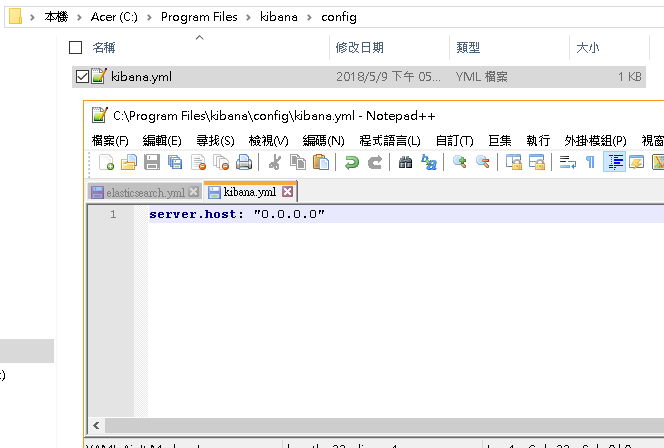 本機 > Acer (C:) > Program Files > kibana > config
名稱 修改日期 類型 大小
kibana.yml 2018/5/9 下午 05... YML 檔案 1 KB
C:\Program Files\kibana\config\kibana.yml - Notepad++
檔案(F) 編輯(E) 尋找(S) 檢視(V) 編碼(N) 程式語言(L) 自訂(T) 巨集 執行 外掛模組(P) 視窗
elasticsearch.yml kibana.yml
1 server.host: "0.0.0.0"